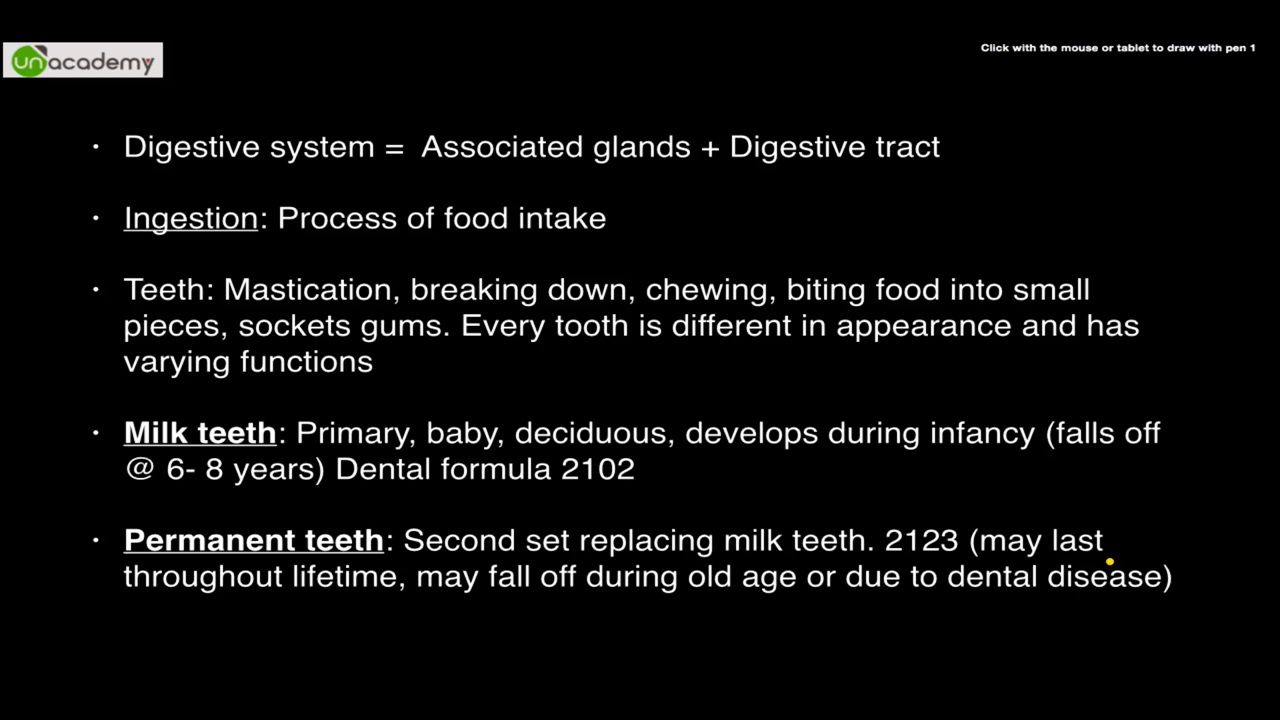 unacademy
Click with the mouse or tablet to draw with pen 1
• Digestive system = Associated glands + Digestive tract
• Ingestion: Process of food intake
• Teeth: Mastication, breaking down, chewing, biting food into small
pieces, sockets gums. Every tooth is different in appearance and has
varying functions
• Milk teeth: Primary, baby, deciduous, develops during infancy (falls off
@ 6- 8 years) Dental formula 2102
• Permanent teeth: Second set replacing milk teeth. 2123 (may last
throughout lifetime, may fall off during old age or due to dental disease)